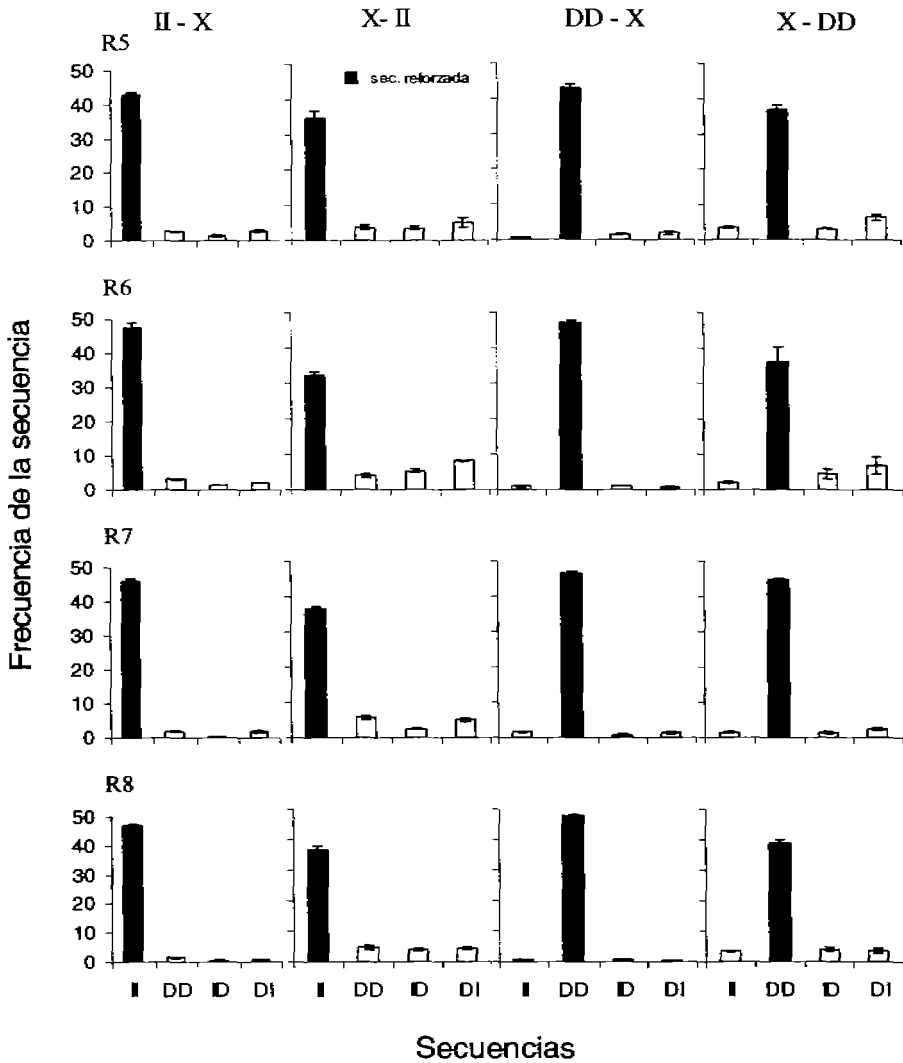 II - X X - II DD - X X - DD
R5
sec. reforzada
50
40
30
20
10
0
R6
50
40
30
20
10
0
R7
50
40
30
20
10
0
R8
50
40
30
20
10
0
Frecuencia de la secuencia
II DD ID DI II DD ID DI II DD ID DI II DD ID DI
Secuencias